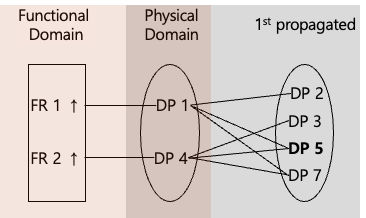 Functional Domain
Physical Domain
1st propagated
FR 1 ↑
DP 1
DP 2
DP 3
DP 5
FR 2 ↑
DP 4
DP 7